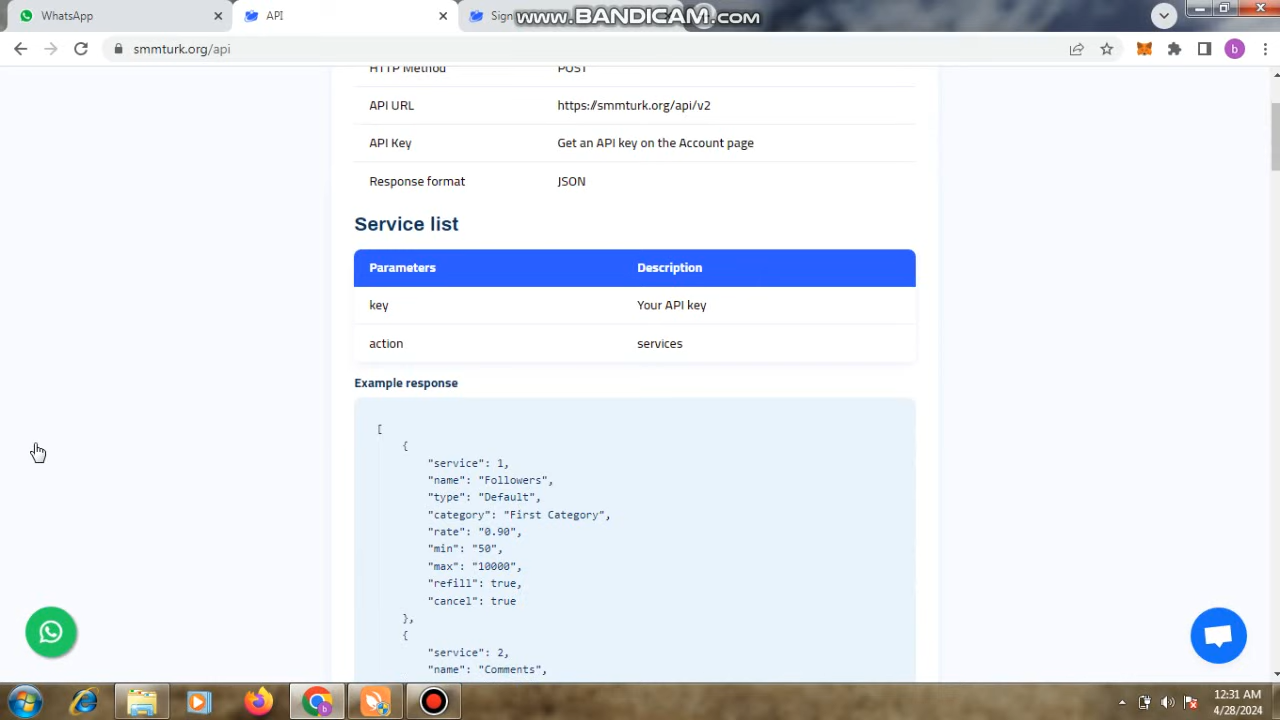 WhatsApp
API
Sign
www.BANDICAM.com
smmturk.org/api
b
HTTP Method POST
API URL https://smmturk.org/api/v2
API Key Get an API key on the Account page
Response format JSON
Service list
Parameters Description
key Your API key
action services
Example response
[
{
"service": 1,
"name": "Followers",
"type": "Default",
"category": "First Category",
"rate": "0.90",
"min": "50",
"max": "10000",
"refill": true,
"cancel": true
},
{
"service": 2,
"name": "Comments",
b
12:31 AM
4/28/2024